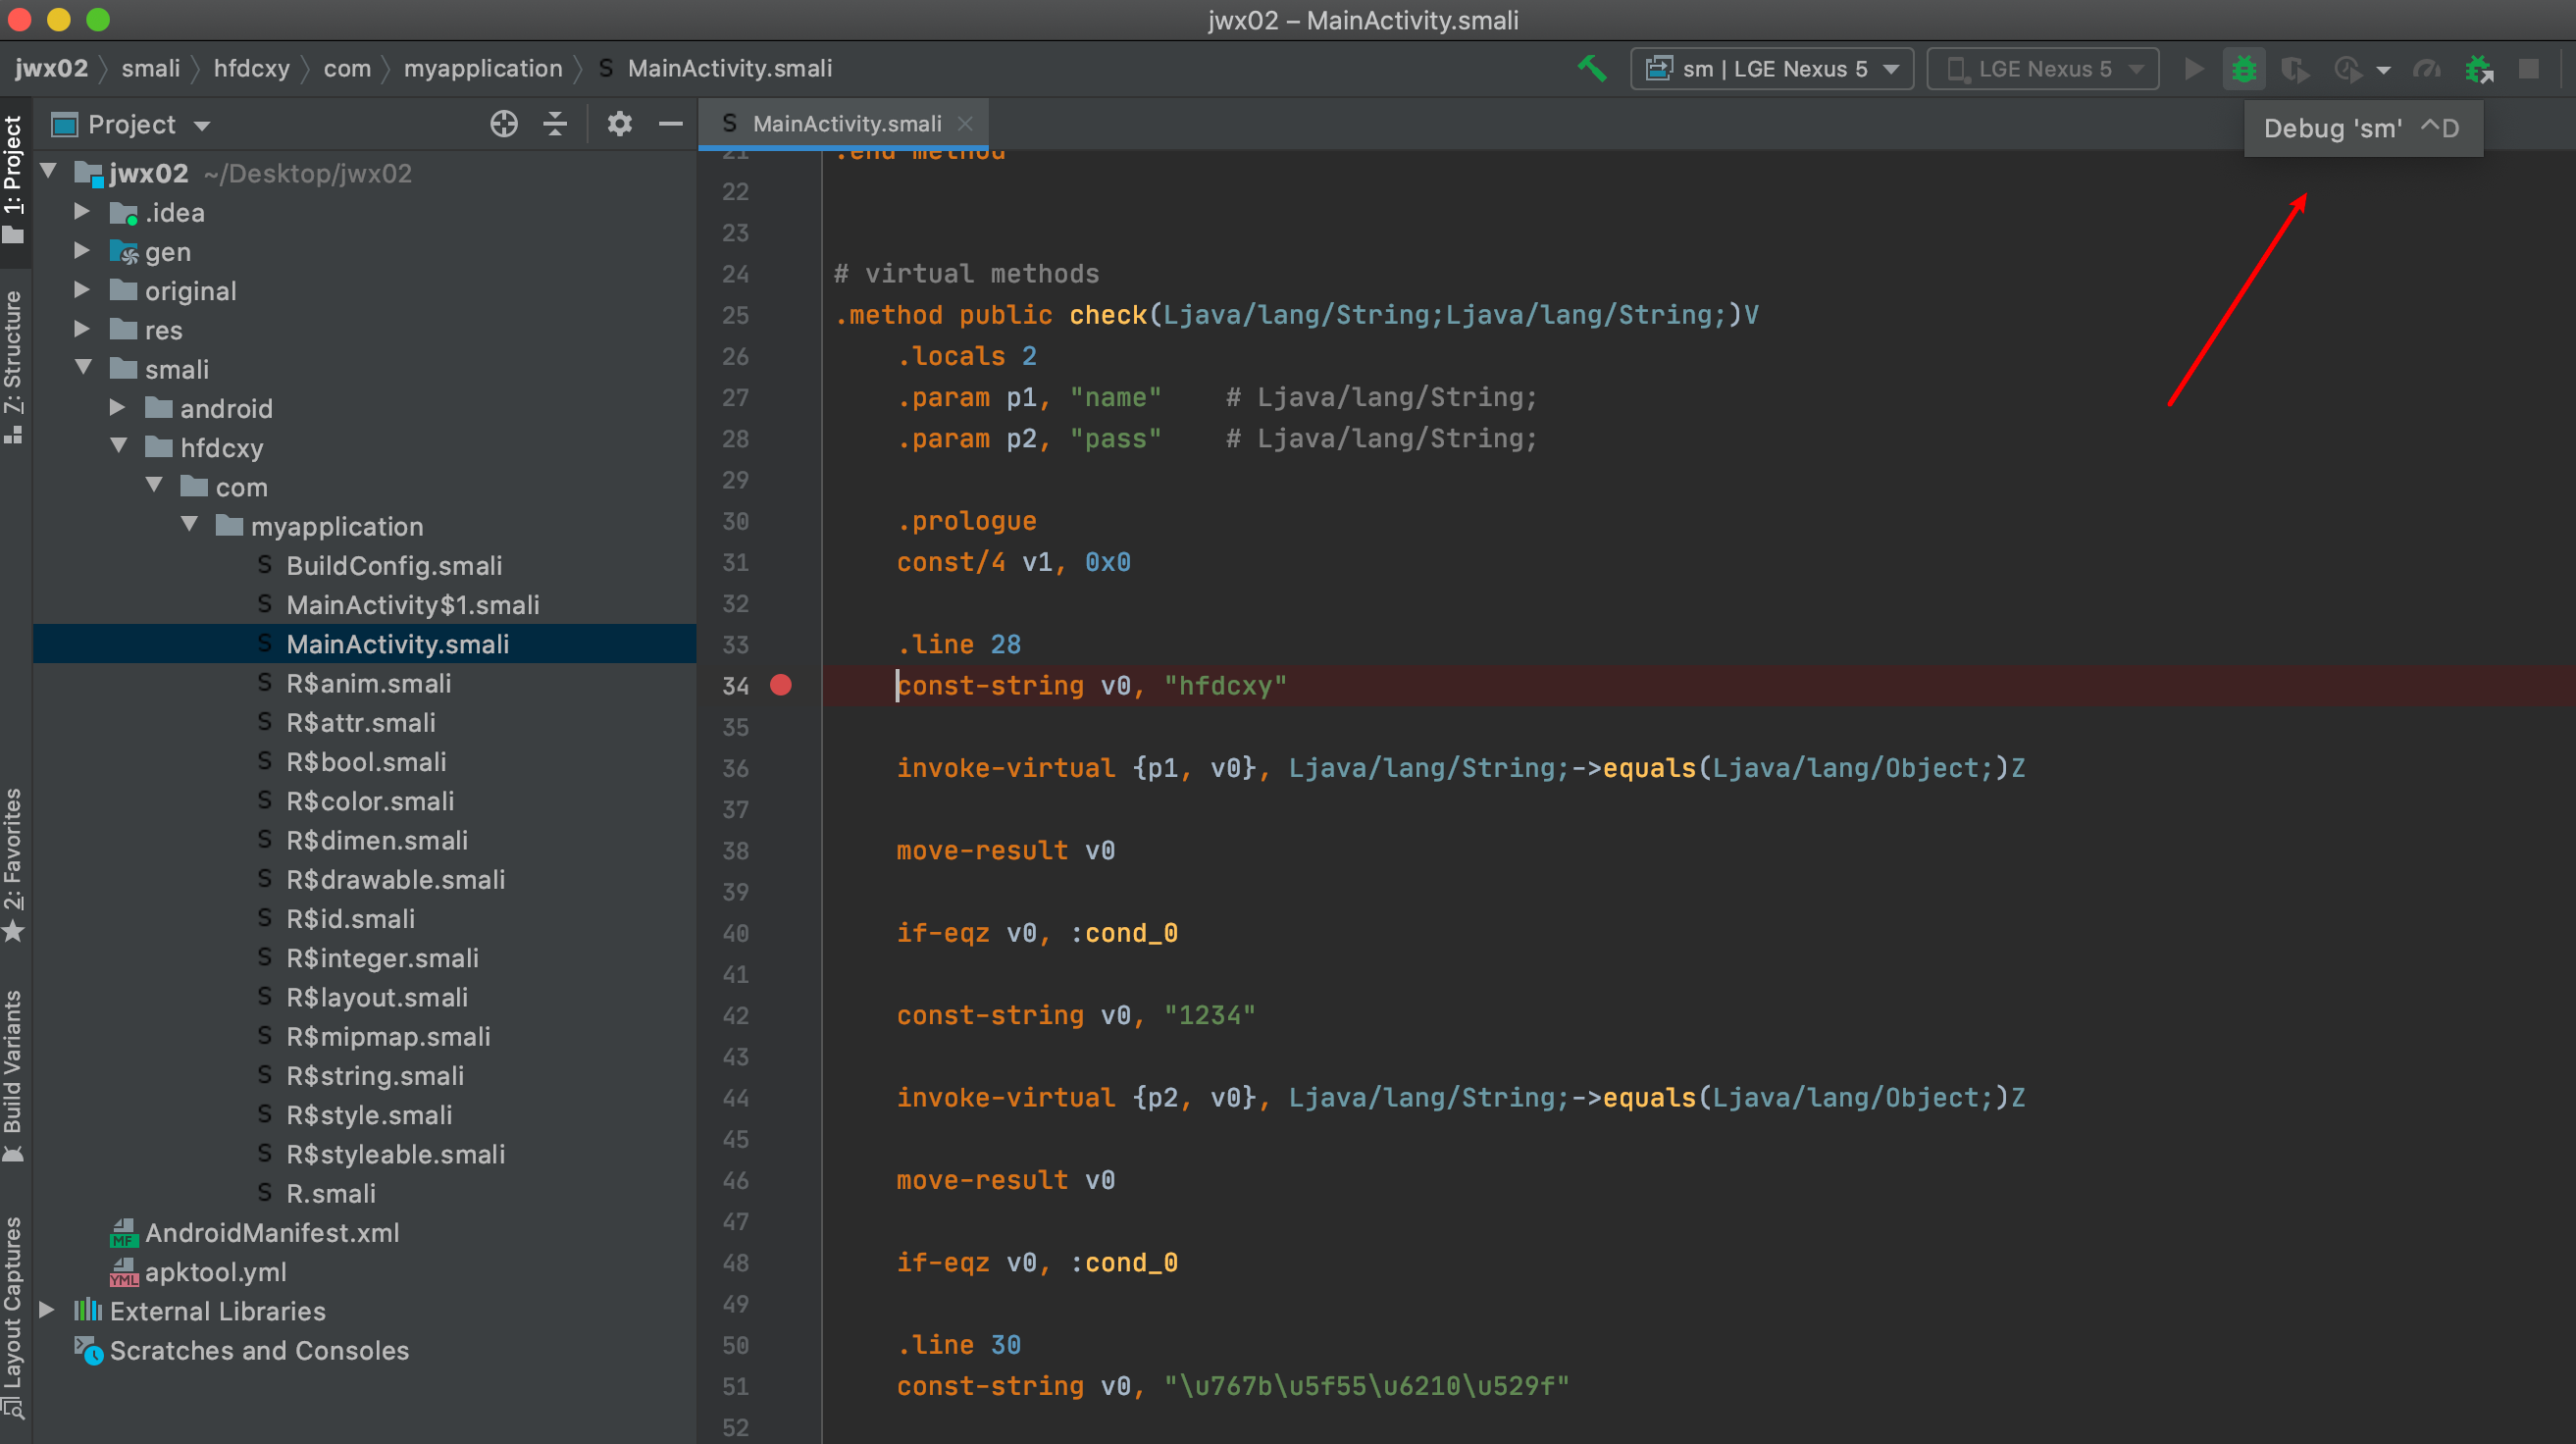 jwx02 – MainActivity.smali
jwx02 smali hfdcxy com myapplication S MainActivity.smali
sm | LGE Nexus 5
LGE Nexus 5
Debug 'sm' ^D
1: Project
Z: Structure
2: Favorites
Build Variants
Layout Captures
Project
jwx02 ~/Desktop/jwx02
.idea
gen
original
res
smali
android
hfdcxy
com
myapplication
S BuildConfig.smali
S MainActivity$1.smali
S MainActivity.smali
S R$anim.smali
S R$attr.smali
S R$bool.smali
S R$color.smali
S R$dimen.smali
S R$drawable.smali
S R$id.smali
S R$integer.smali
S R$layout.smali
S R$mipmap.smali
S R$string.smali
S R$style.smali
S R$styleable.smali
S R.smali
MF AndroidManifest.xml
YML apktool.yml
External Libraries
Scratches and Consoles
S MainActivity.smali
21 .end method
22
23
24 # virtual methods
25 .method public check(Ljava/lang/String;Ljava/lang/String;)V
26 .locals 2
27 .param p1, "name"    # Ljava/lang/String;
28 .param p2, "pass"    # Ljava/lang/String;
29
30 .prologue
31 const/4 v1, 0x0
32
33 .line 28
34 const-string v0, "hfdcxy"
35
36 invoke-virtual {p1, v0}, Ljava/lang/String;->equals(Ljava/lang/Object;)Z
37
38 move-result v0
39
40 if-eqz v0, :cond_0
41
42 const-string v0, "1234"
43
44 invoke-virtual {p2, v0}, Ljava/lang/String;->equals(Ljava/lang/Object;)Z
45
46 move-result v0
47
48 if-eqz v0, :cond_0
49
50 .line 30
51 const-string v0, "\u767b\u5f55\u6210\u529f"
52